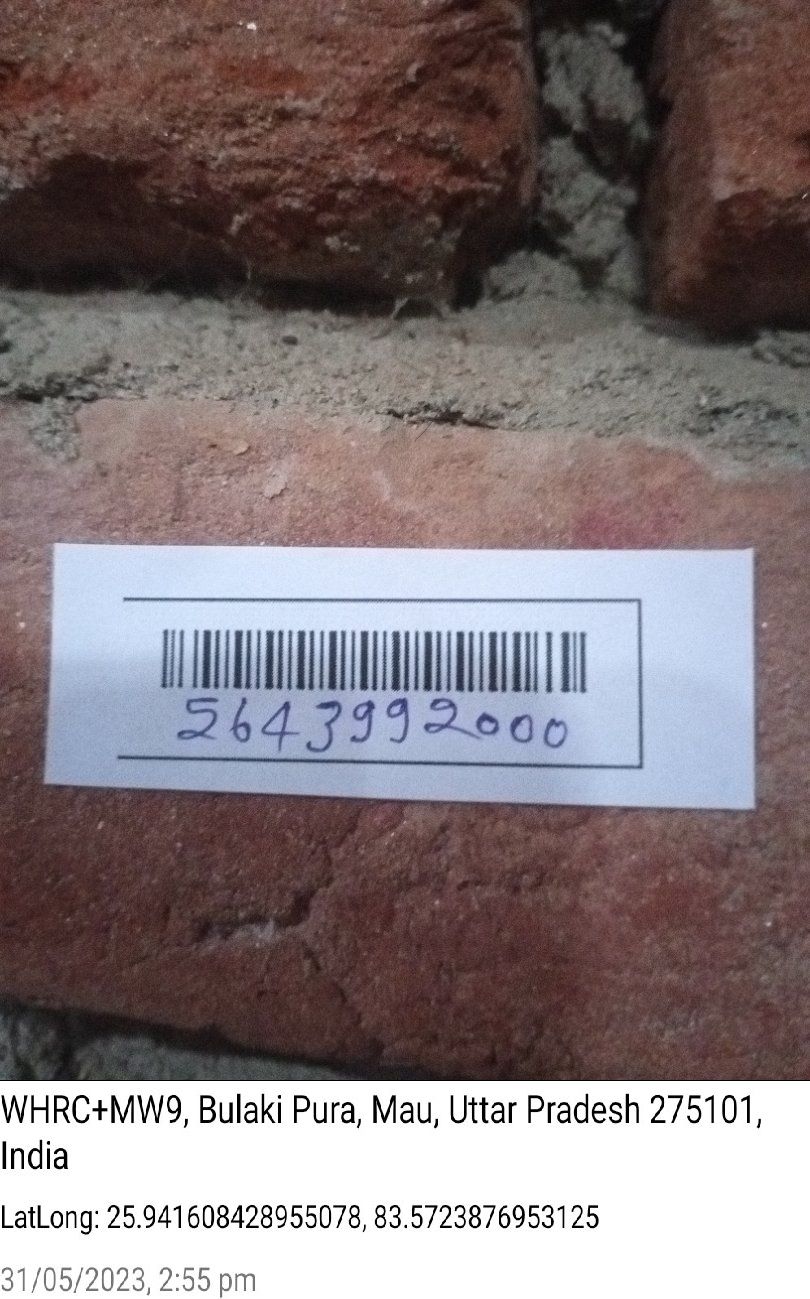 5643992000
WHRC+MW9, Bulaki Pura, Mau, Uttar Pradesh 275101,
India
LatLong: 25.941608428955078, 83.5723876953125
31/05/2023, 2:55 pm